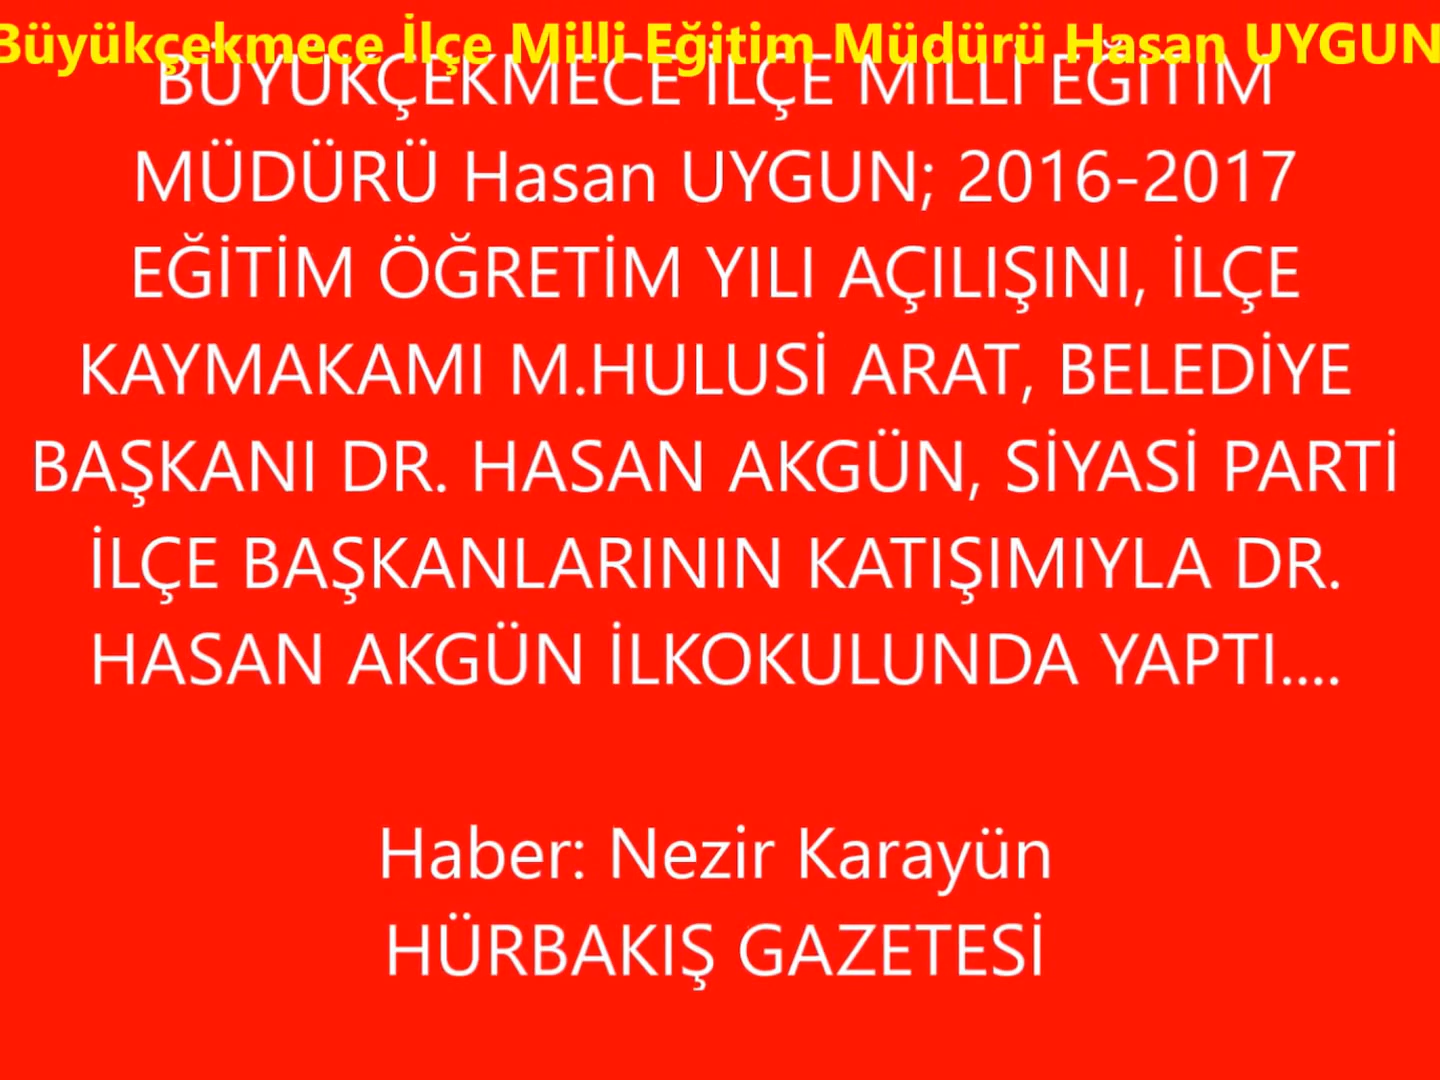 Büyükçekmece İlçe Milli Eğitim Müdürü Hasan UYGUN
BÜYÜKÇEKMECE İLÇE MİLLİ EĞİTİM
MÜDÜRÜ Hasan UYGUN; 2016-2017
EĞİTİM ÖĞRETİM YILI AÇILIŞINI, İLÇE
KAYMAKAMI M.HULUSİ ARAT, BELEDİYE
BAŞKANI DR. HASAN AKGÜN, SİYASİ PARTİ
İLÇE BAŞKANLARININ KATIŞIMIYLA DR.
HASAN AKGÜN İLKOKULUNDA YAPTI....
Haber: Nezir Karayün
HÜRBAKIŞ GAZETESİ